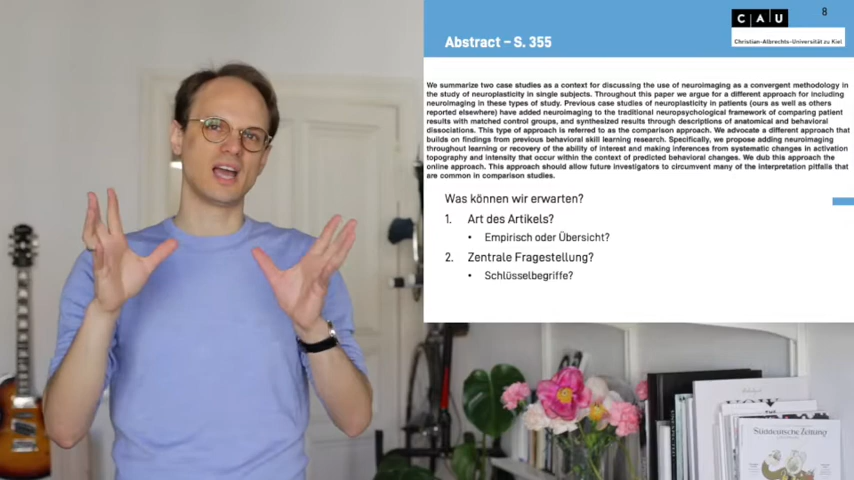 8
CAU
Christian-Albrechts-Universität zu Kiel
Abstract – S. 355
We summarize two case studies as a context for discussing the use of neuroimaging as a convergent methodology in
the study of neuroplasticity in single subjects. Throughout this paper we argue for a different approach for including
neuroimaging in these types of study. Previous case studies of neuroplasticity in patients (ours as well as others
reported elsewhere) have added neuroimaging to the traditional neuropsychological framework of comparing patient
results with matched control groups, and synthesized results through descriptions of anatomical and behavioral
dissociations. This type of approach is referred to as the comparison approach. We advocate a different approach that
builds on findings from previous behavioral skill learning research. Specifically, we propose adding neuroimaging
throughout learning or recovery of the ability of interest and making inferences from systematic changes in activation
topography and intensity that occur within the context of predicted behavioral changes. We dub this approach the
online approach. This approach should allow future investigators to circumvent many of the interpretation pitfalls that
are common in comparison studies.
Was können wir erwarten?
1. Art des Artikels?
• Empirisch oder Übersicht?
2. Zentrale Fragestellung?
• Schlüsselbegriffe?
Süddeutsche Zeitung